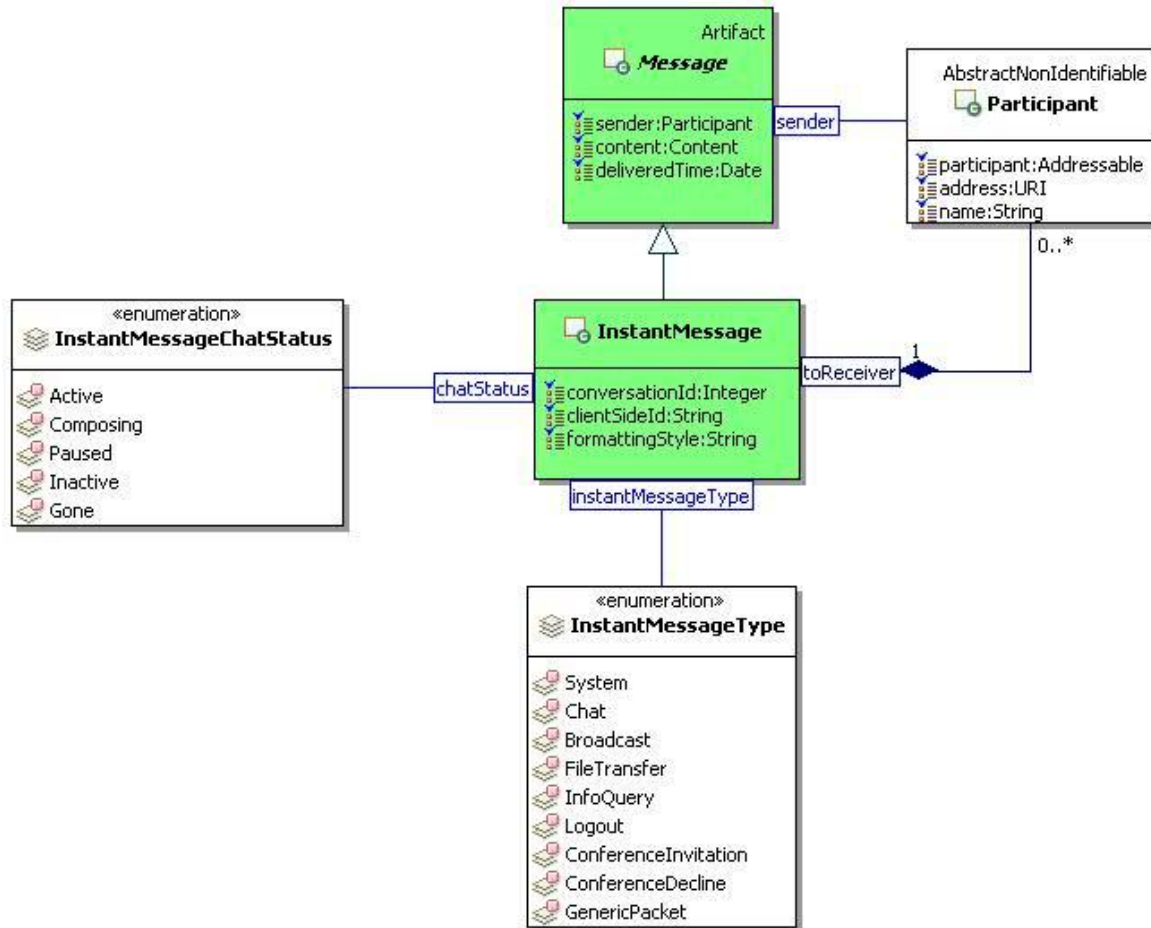 Artifact
Message
sender:Participant
content:Content
deliveredTime:Date
sender
AbstractNonIdentifiable
Participant
participant:Addressable
address:URI
name:String
0..*
«enumeration»
InstantMessageChatStatus
Active
Composing
Paused
Inactive
Gone
chatStatus
InstantMessage
conversationId:Integer
clientSideId:String
formattingStyle:String
toReceiver
1
instantMessageType
«enumeration»
InstantMessageType
System
Chat
Broadcast
FileTransfer
InfoQuery
Logout
ConferenceInvitation
ConferenceDecline
GenericPacket